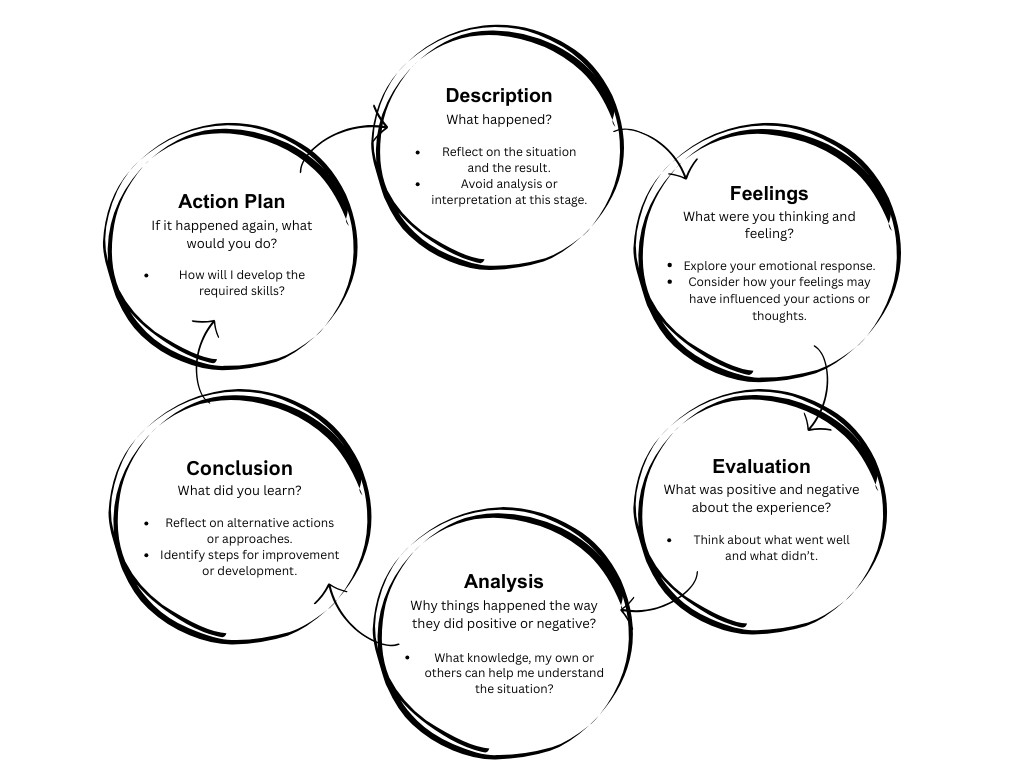 Description
What happened?
• Reflect on the situation
and the result.
• Avoid analysis or
interpretation at this stage.
Feelings
What were you thinking and
feeling?
• Explore your emotional response.
• Consider how your feelings may
have influenced your actions or
thoughts.
Evaluation
What was positive and negative
about the experience?
• Think about what went well
and what didn't.
Analysis
Why things happened the way
they did positive or negative?
• What knowledge, my own or
others can help me understand
the situation?
Conclusion
What did you learn?
• Reflect on alternative actions
or approaches.
• Identify steps for improvement
or development.
Action Plan
If it happened again, what
would you do?
• How will I develop the
required skills?